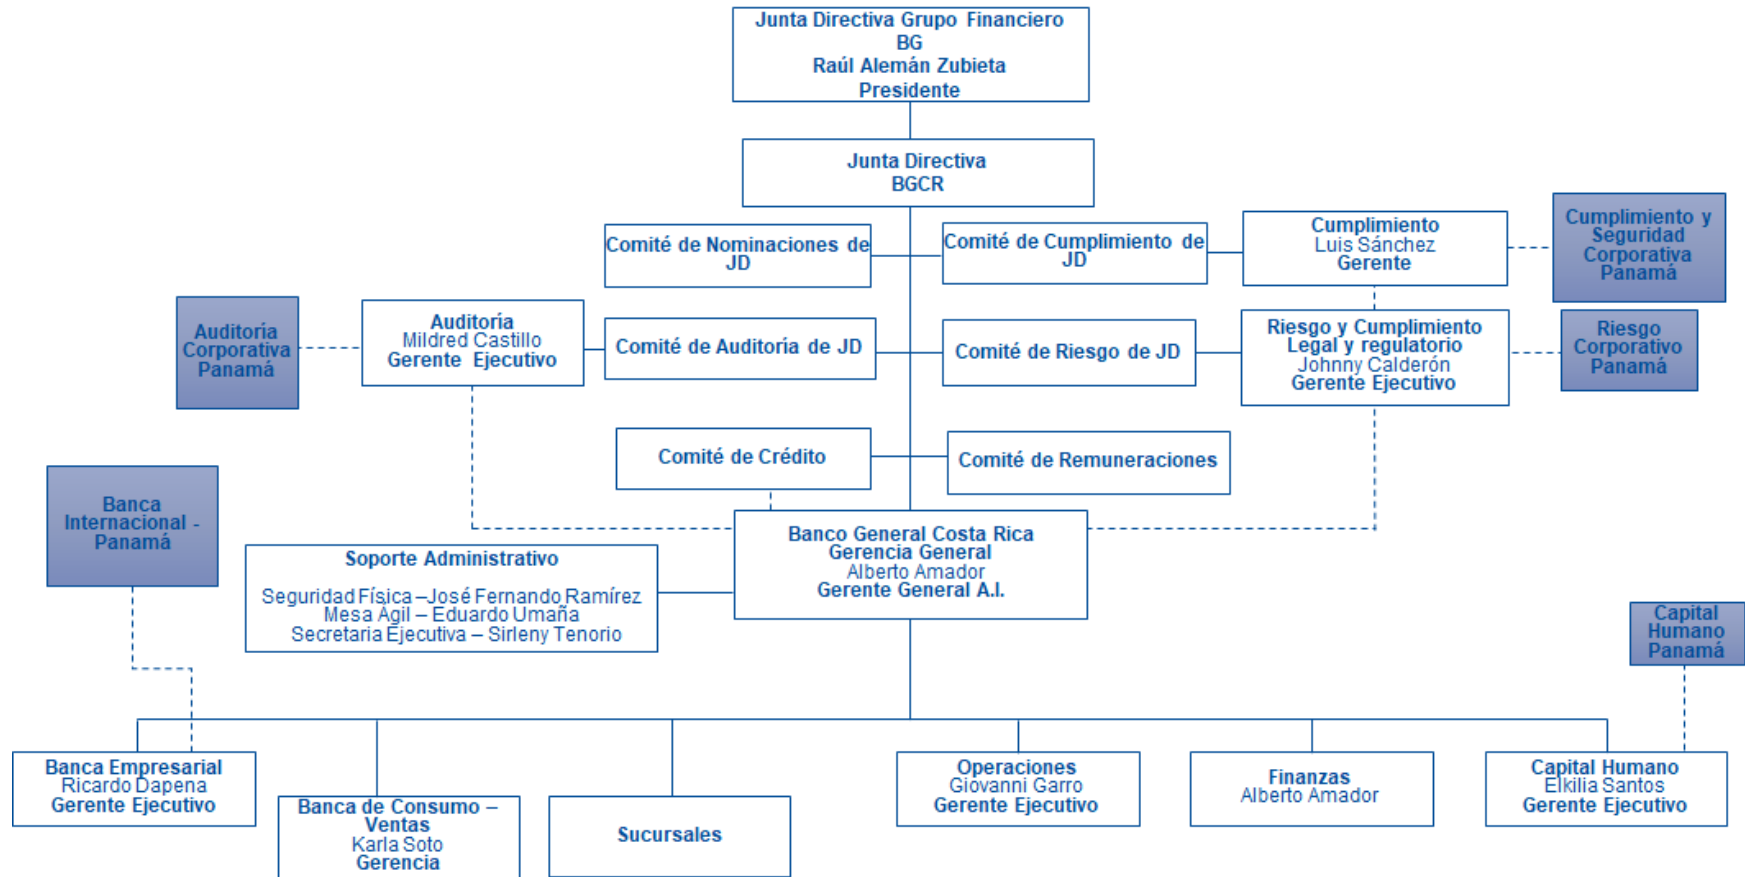 Junta Directiva Grupo Financiero
BG
Raúl Alemán Zubieta
Presidente
Junta Directiva
BGCR
Comité de Nominaciones de
JD
Comité de Cumplimiento de
JD
Cumplimiento
Luis Sánchez
Gerente
Cumplimiento y
Seguridad
Corporativa
Panamá
Auditoría
Corporativa
Panamá
Auditoría
Mildred Castillo
Gerente Ejecutivo
Comité de Auditoría de JD
Comité de Riesgo de JD
Riesgo y Cumplimiento
Legal y regulatorio
Johnny Calderón
Gerente Ejecutivo
Riesgo
Corporativo
Panamá
Comité de Crédito
Comité de Remuneraciones
Banca
Internacional -
Panamá
Soporte Administrativo
Seguridad Física –José Fernando Ramírez
Mesa Ágil – Eduardo Umaña
Secretaria Ejecutiva – Sirleny Tenorio
Banco General Costa Rica
Gerencia General
Alberto Amador
Gerente General A.I.
Capital
Humano
Panamá
Banca Empresarial
Ricardo Dapena
Gerente Ejecutivo
Banca de Consumo –
Ventas
Karla Soto
Gerencia
Sucursales
Operaciones
Giovanni Garro
Gerente Ejecutivo
Finanzas
Alberto Amador
Capital Humano
Elkilia Santos
Gerente Ejecutivo